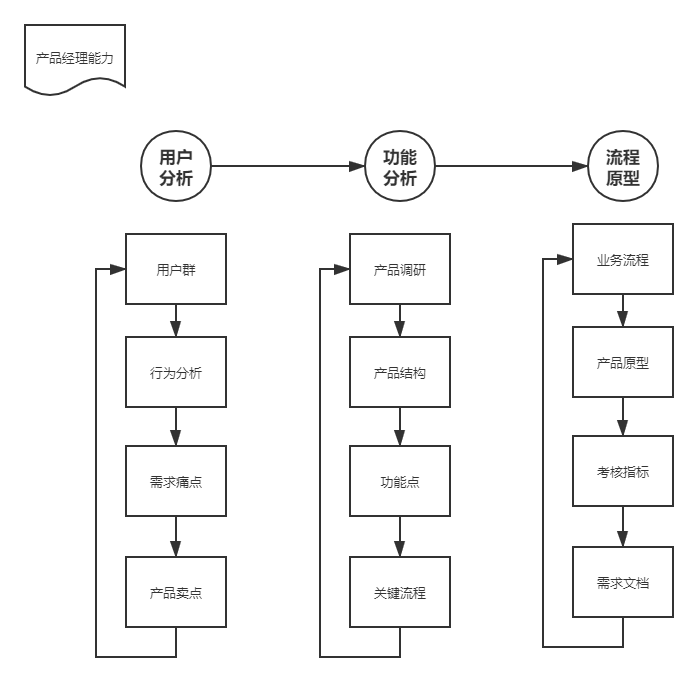 产品经理能力
用户
分析
功能
分析
流程
原型
用户群
行为分析
需求痛点
产品卖点
产品调研
产品结构
功能点
关键流程
业务流程
产品原型
考核指标
需求文档